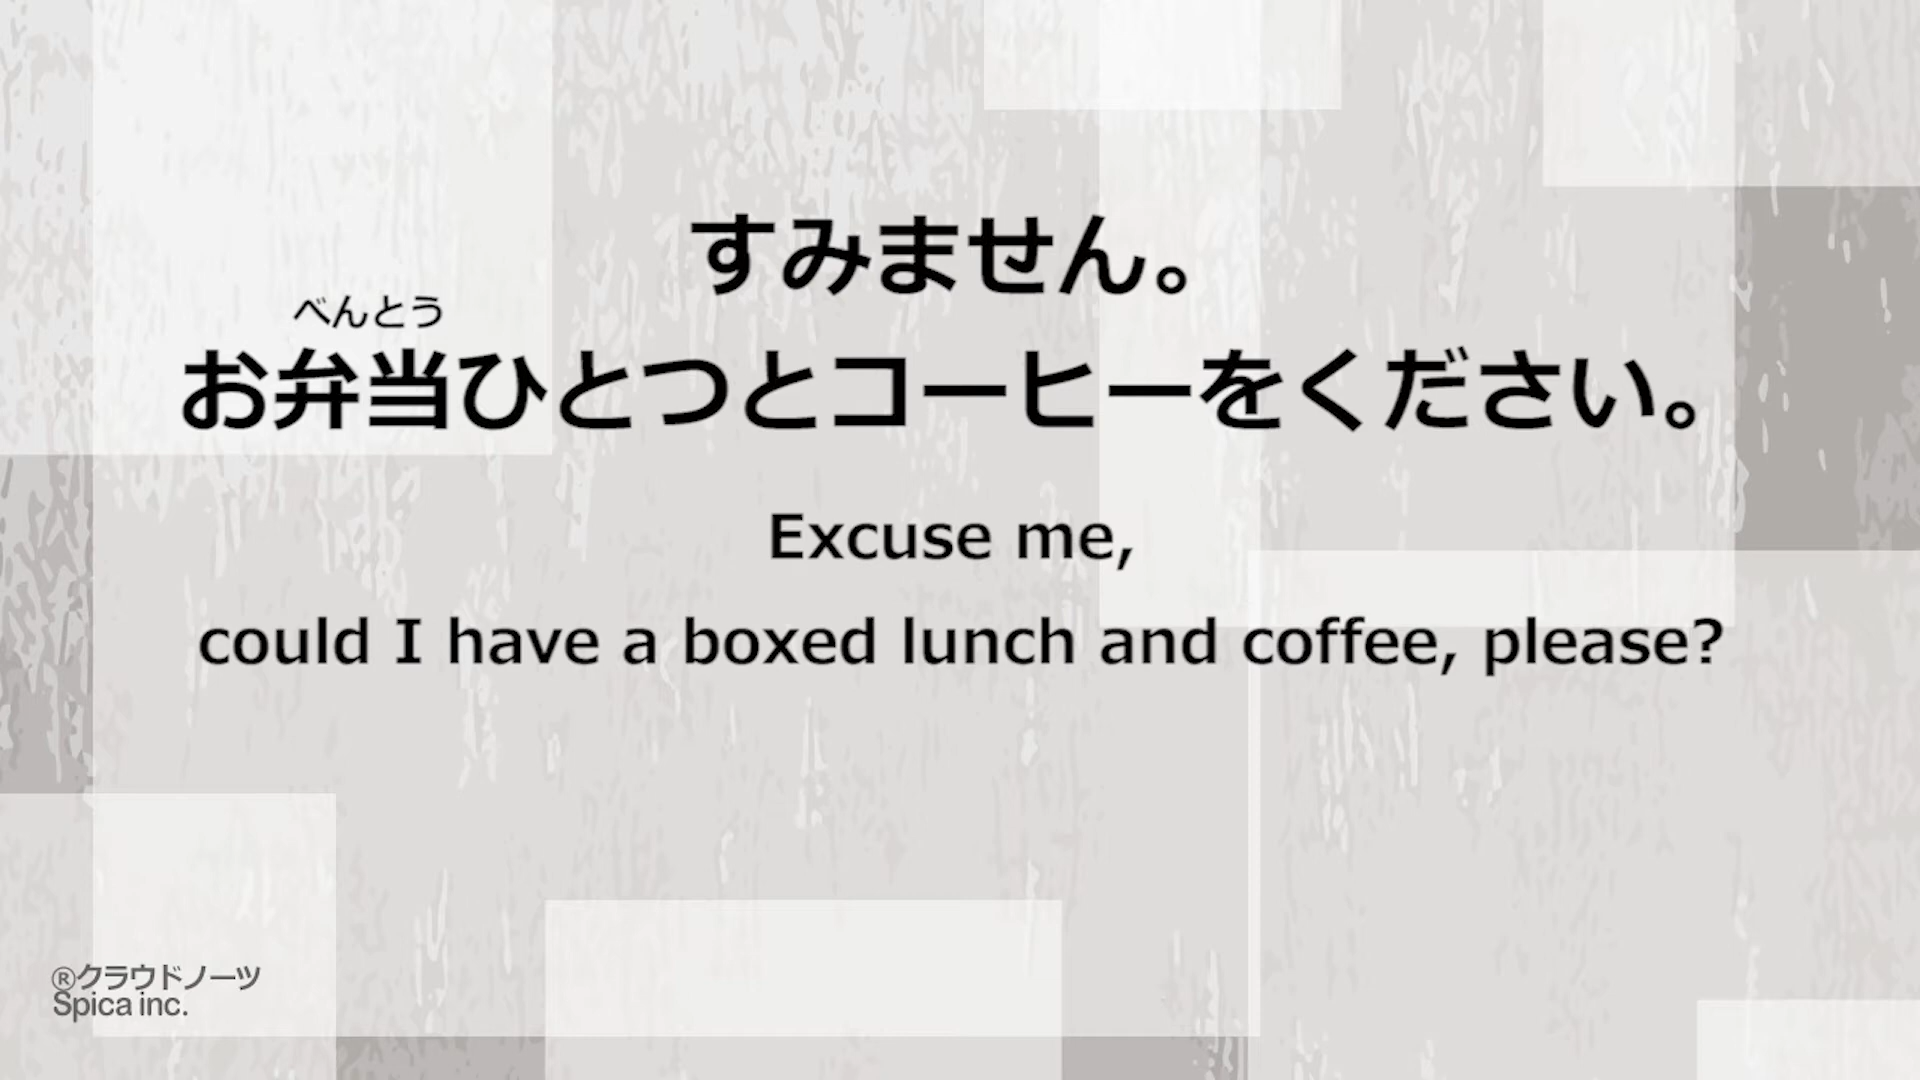 すみません。
べんとう
お弁当ひとつとコーヒーをください。
Excuse me,
could I have a boxed lunch and coffee, please?
®クラウドノーツ
Spica inc.